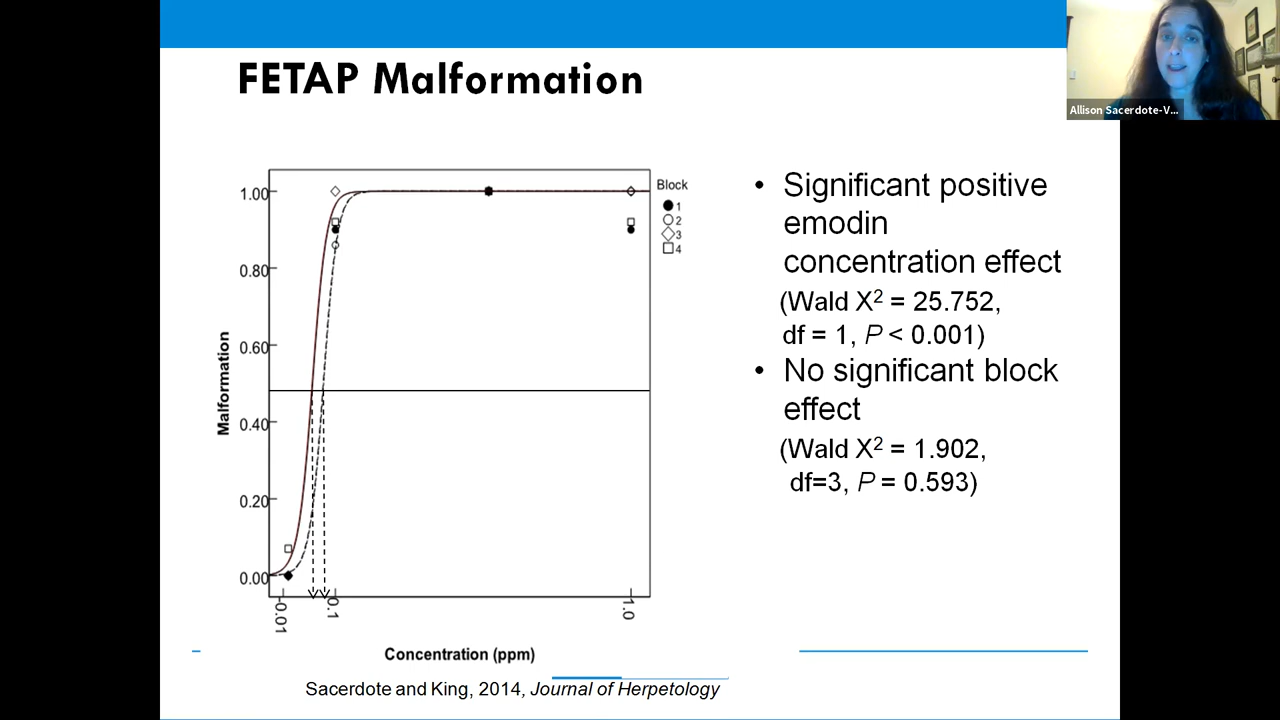 FETAP Malformation
Allison Sacerdote-V...
1.00
0.80
0.60
0.40
0.20
0.00
Malformation
0.01
0.1
1.0
Concentration (ppm)
Block
1
2
3
4
• Significant positive
emodin
concentration effect
(Wald X² = 25.752,
df = 1, P < 0.001)
• No significant block
effect
(Wald X² = 1.902,
df=3, P = 0.593)
Sacerdote and King, 2014, Journal of Herpetology